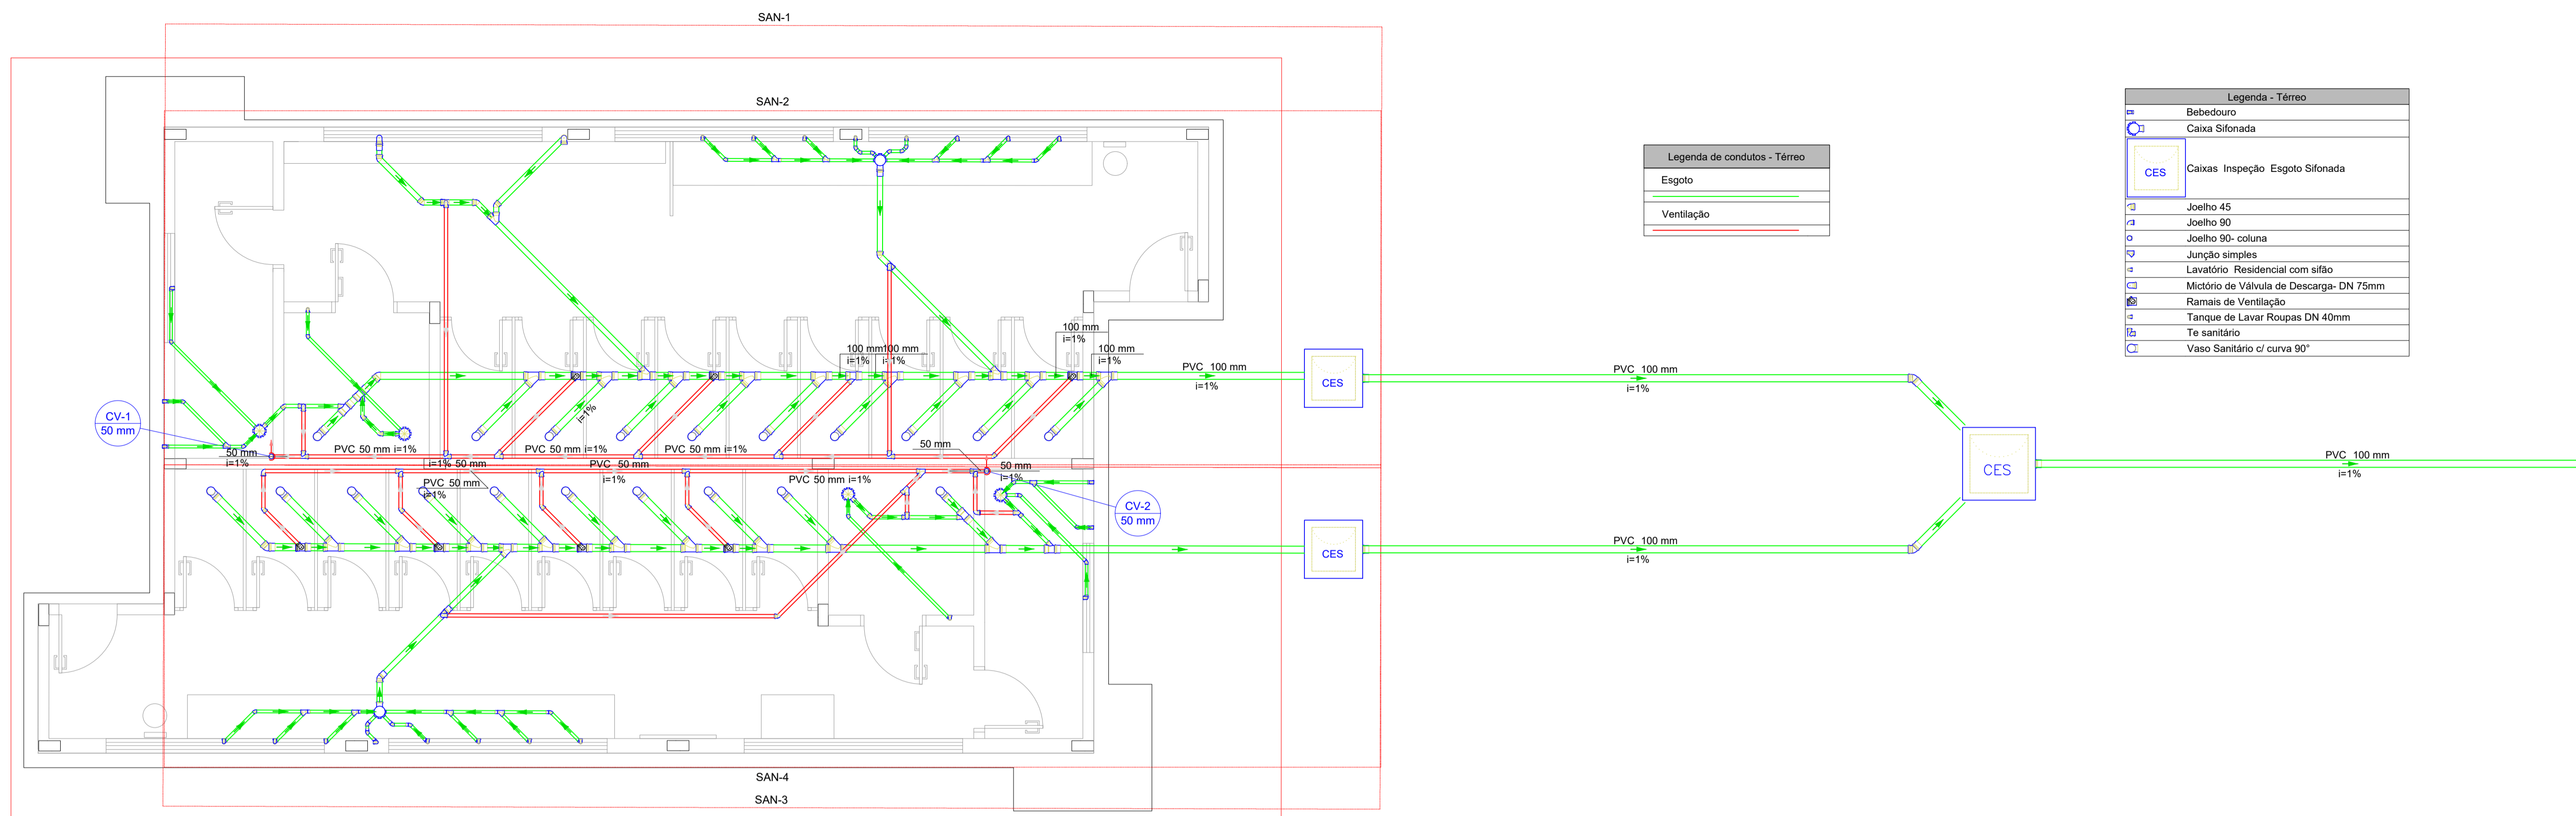 SAN-1
SAN-2
Legenda - Térreo
Bebedouro
Caixa Sifonada
CES
Caixas Inspeção Esgoto Sifonada
Joelho 45
Joelho 90
Joelho 90- coluna
Junção simples
Lavatório Residencial com sifão
Mictório de Válvula de Descarga- DN 75mm
Ramais de Ventilação
Tanque de Lavar Roupas DN 40mm
Te sanitário
Vaso Sanitário c/ curva 90°
Legenda de condutos - Térreo
Esgoto
Ventilação
100 mm
i=1%
100 mm
i=1%
100 mm
i=1%
100 mm
i=1%
PVC 100 mm
i=1%
CES
PVC 100 mm
i=1%
i=1%
CV-1
50 mm
50 mm
i=1%
PVC 50 mm i=1%
PVC 50 mm i=1%
PVC 50 mm i=1%
50 mm
i=1% 50 mm
PVC 50 mm
i=1%
PVC 50 mm
i=1%
PVC 50 mm i=1%
50 mm
i=1%
CV-2
50 mm
CES
PVC 100 mm
i=1%
CES
PVC 100 mm
i=1%
SAN-4
SAN-3